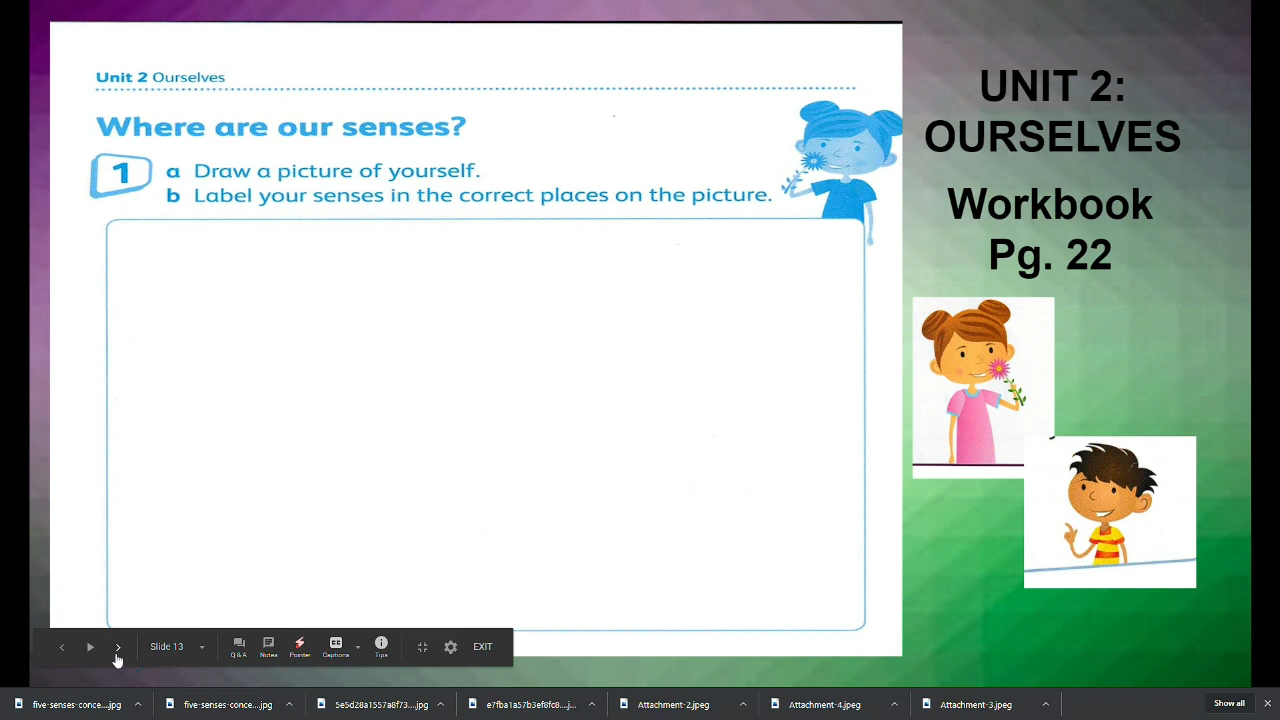 Unit 2 Ourselves
Where are our senses?
1
a Draw a picture of yourself.
b Label your senses in the correct places on the picture.
UNIT 2:
OURSELVES
Workbook
Pg. 22
Slide 13
Q&A
Notes
Pointer
Captions
Tips
EXIT
five-senses-conce....jpg
five-senses-conce....jpg
5e5d28a1557a8f73....jpg
e7fba1a57b3ef8fc8....j...
Attachment-2.jpeg
Attachment-4.jpeg
Attachment-3.jpeg
Show all